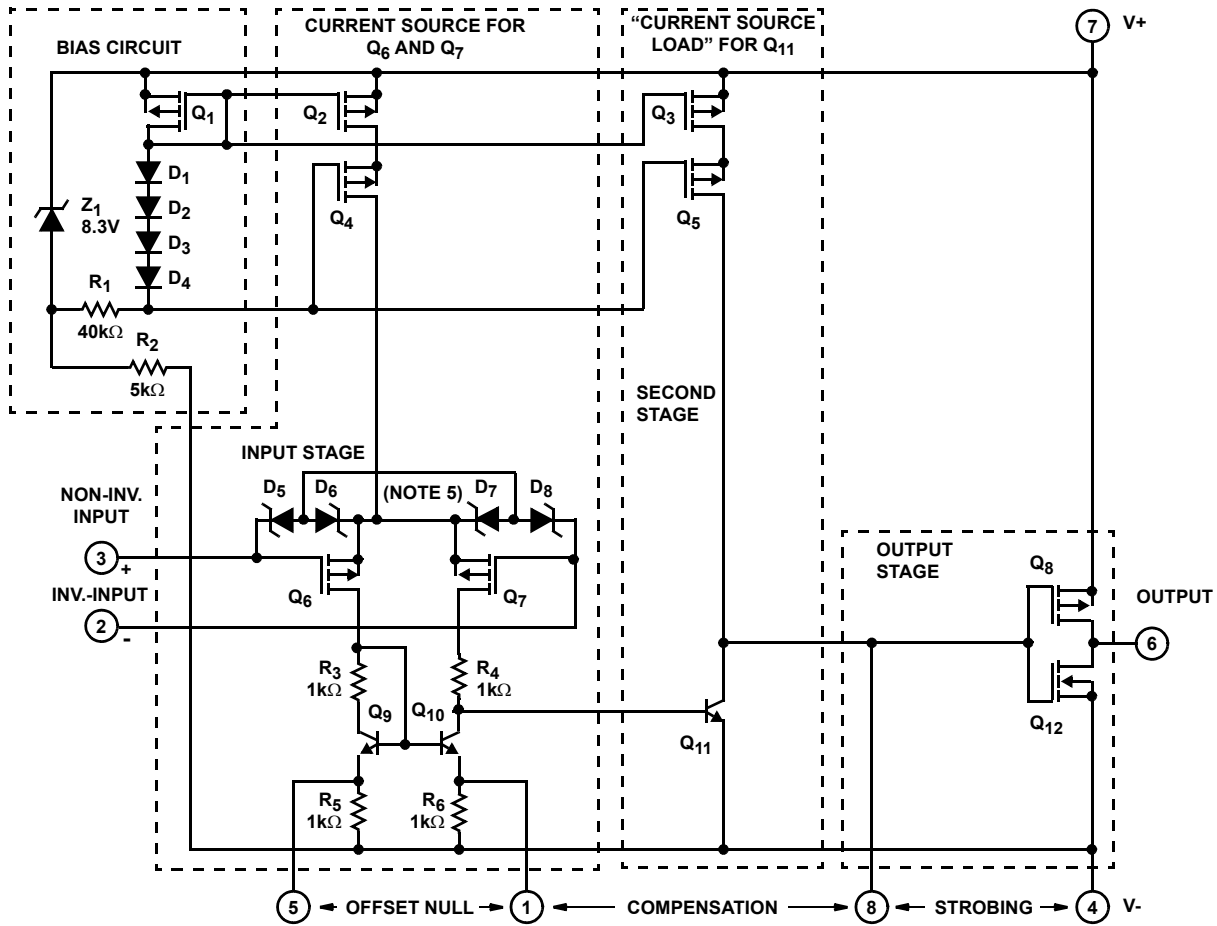 CURRENT SOURCE FOR
Q6 AND Q7
“CURRENT SOURCE
LOAD” FOR Q11
7
V+
BIAS CIRCUIT
Q1
Q2
Q3
D1
D2
D3
D4
Z1
8.3V
Q4
Q5
R1
40kΩ
R2
5kΩ
SECOND
STAGE
INPUT STAGE
D5
D6
(NOTE 5)
D7
D8
NON-INV.
INPUT
3
+
INV.-INPUT
2
-
Q6
Q7
OUTPUT
STAGE
Q8
OUTPUT
6
R3
1kΩ
R4
1kΩ
Q9
Q10
Q11
Q12
R5
1kΩ
R6
1kΩ
5
OFFSET NULL
1
COMPENSATION
8
STROBING
4
V-